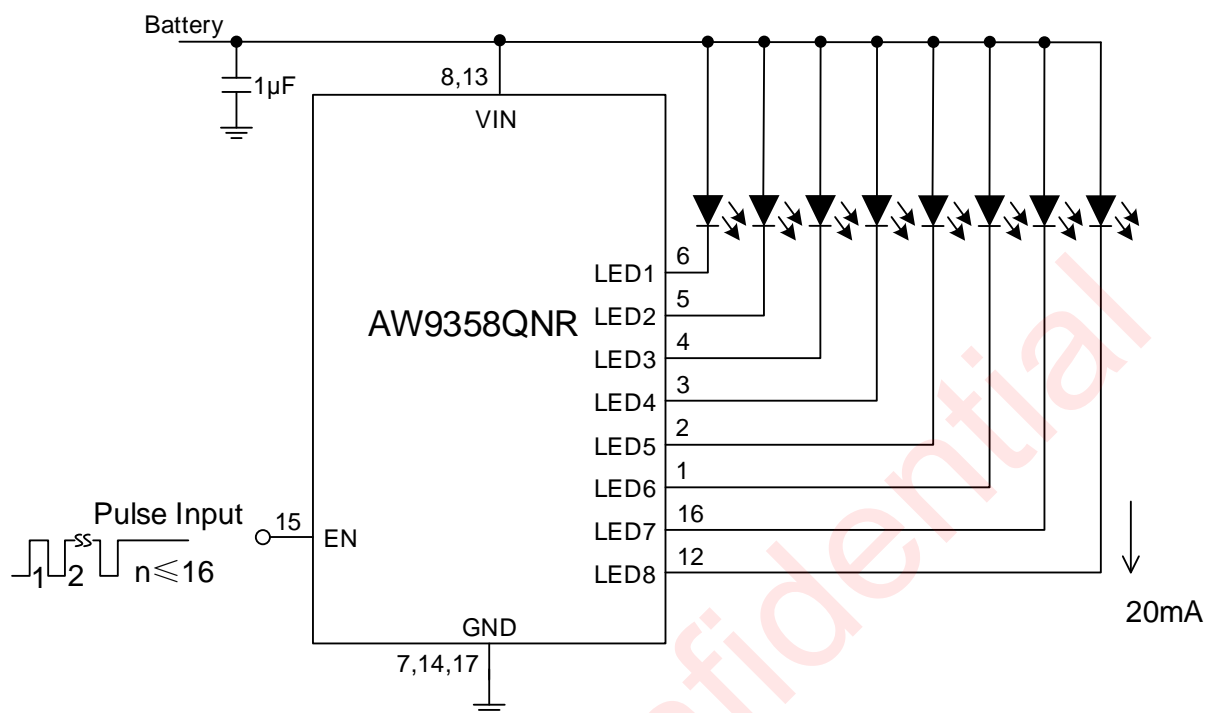 Battery
1µF
8,13
VIN
AW9358QNR
LED1
6
LED2
5
LED3
4
LED4
3
LED5
2
LED6
1
LED7
16
LED8
12
Pulse Input
15
EN
1 2 n≤16
20mA
GND
7,14,17
fidential